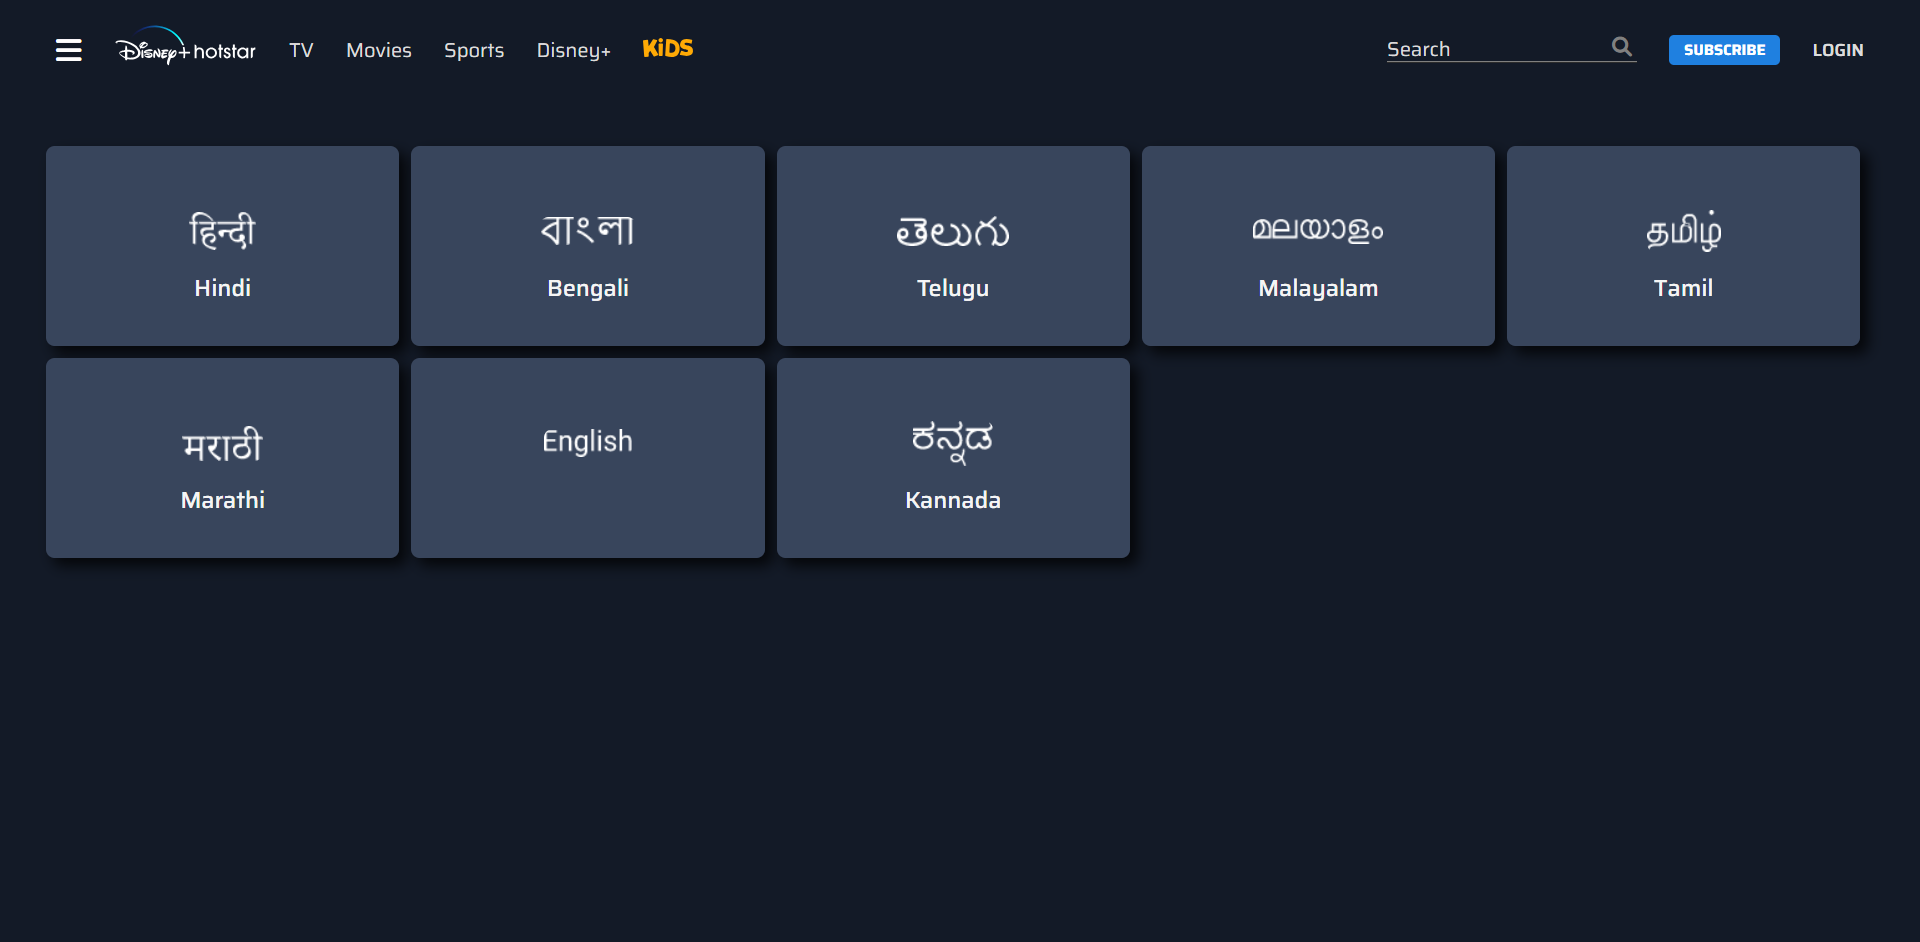 Disney+ hotstar TV Movies Sports Disney+ KiDS Search SUBSCRIBE LOGIN
हिन्दी
Hindi
বাংলা
Bengali
తెలుగు
Telugu
മലയാളം
Malayalam
தமிழ்
Tamil
मराठी
Marathi
English
ಕನ್ನಡ
Kannada